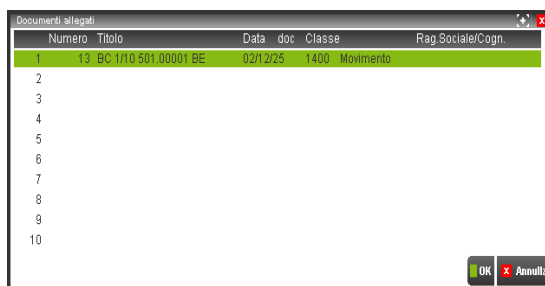 Documenti allegati
Numero Titolo Data doc Classe Rag.Sociale/Cogn.
1 13 BC 1/10 501.00001 BE 02/12/25 1400 Movimento
2
3
4
5
6
7
8
9
10
OK x Annulla